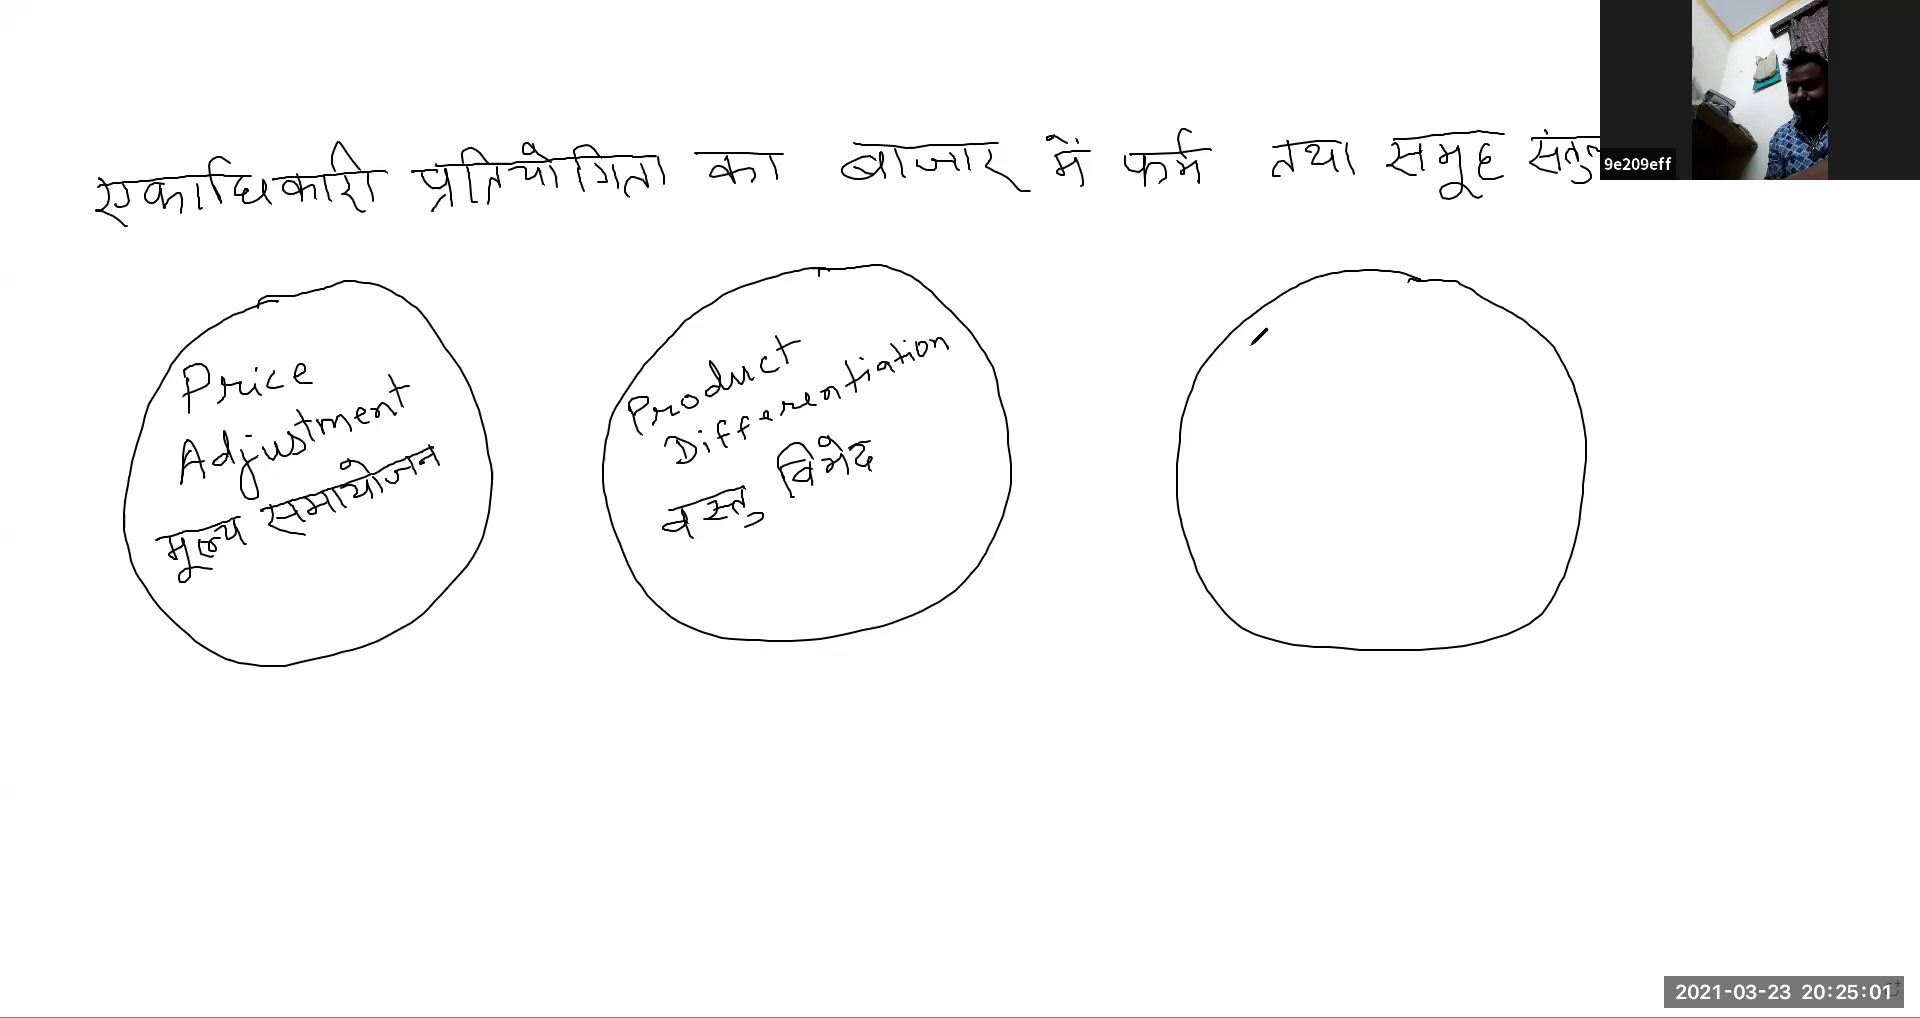 एकाधिकारी प्रतियोगिता का बाजार में फर्म तथा समूह
9e209eff
Price
Adjustment
मूल्य समायोजन
Product
Differentiation
वस्तु विभेद
2021-03-23 20:25:01